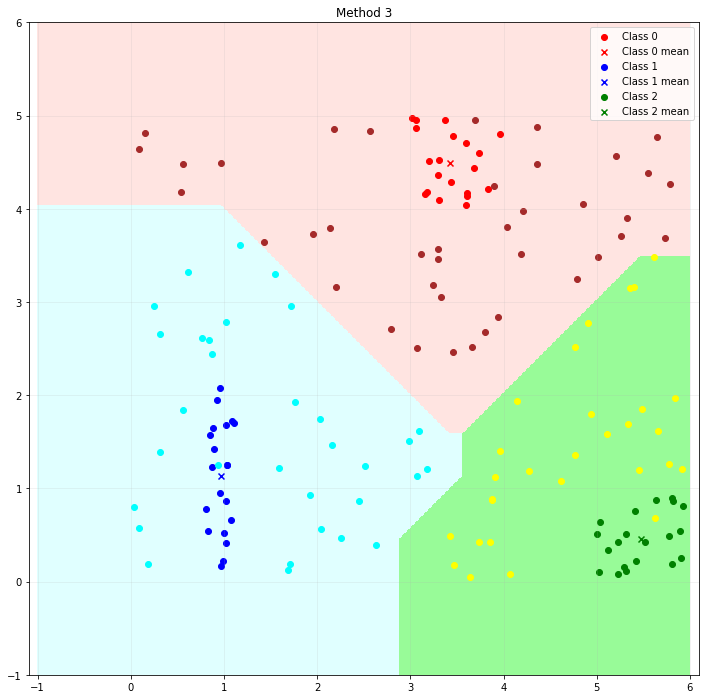 Method 3
Class 0
Class 0 mean
Class 1
Class 1 mean
Class 2
Class 2 mean
6
5
4
3
2
1
0
−1
−1 0 1 2 3 4 5 6